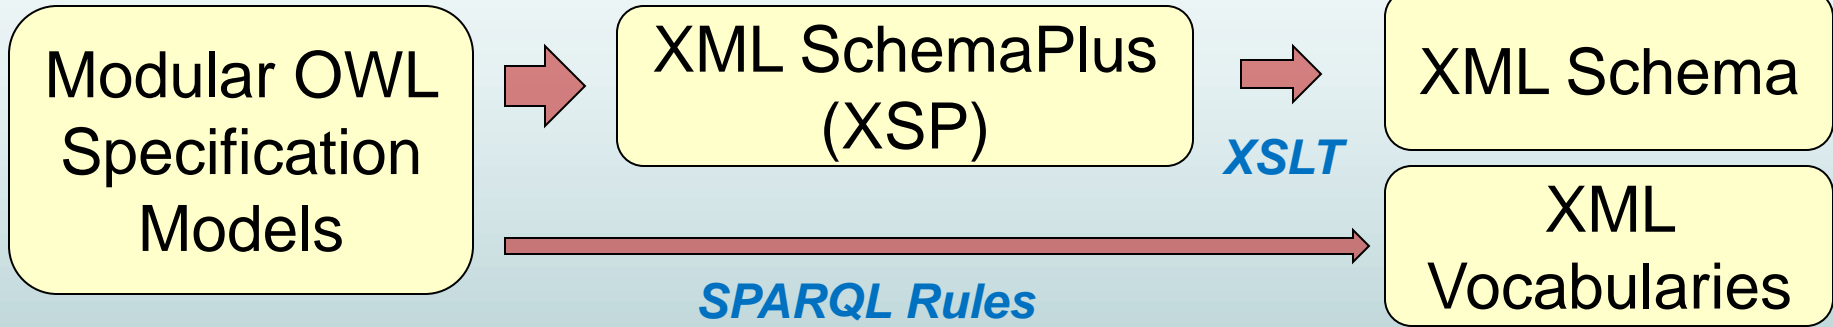 Modular OWL
Specification
Models
XML SchemaPlus
(XSP)
XSLT
XML Schema
SPARQL Rules
XML
Vocabularies